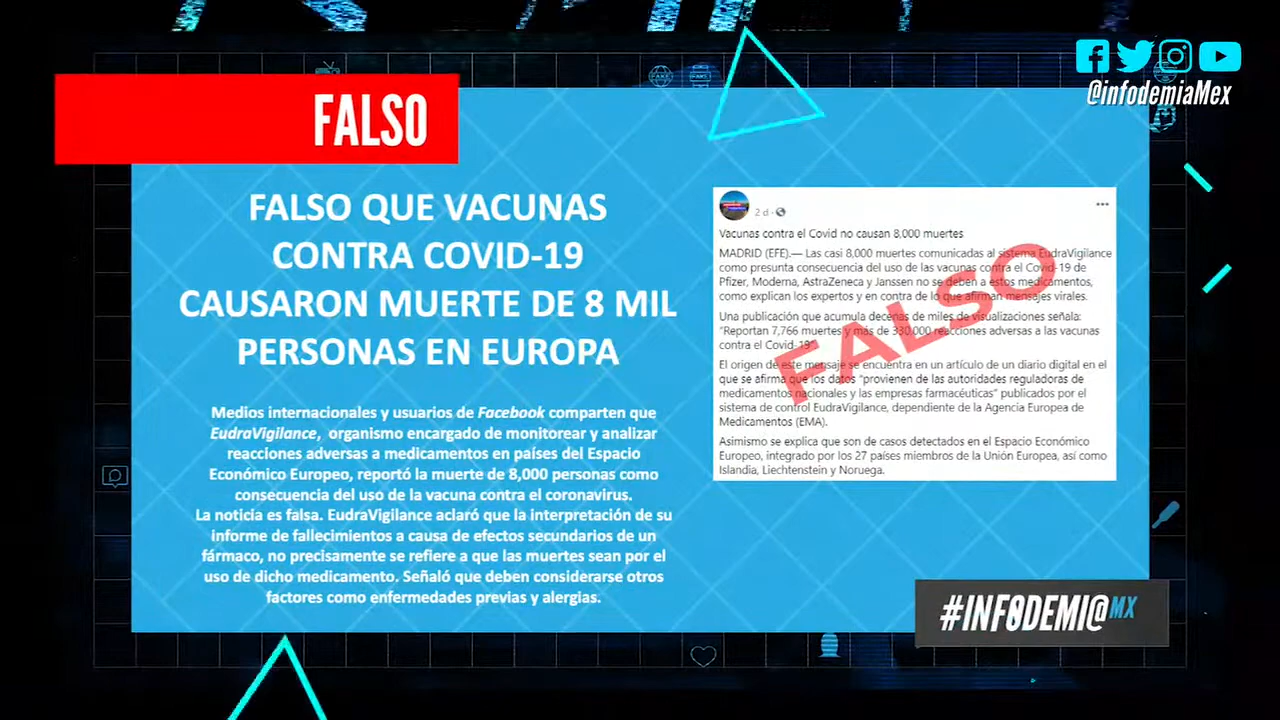 @infodemiaMex
FALSO
FALSO QUE VACUNAS
CONTRA COVID-19
CAUSARON MUERTE DE 8 MIL
PERSONAS EN EUROPA
Medios internacionales y usuarios de Facebook comparten que
EudraVigilance, organismo encargado de monitorear y analizar
reacciones adversas a medicamentos en países del Espacio
Económico Europeo, reportó la muerte de 8,000 personas como
consecuencia del uso de la vacuna contra el coronavirus.
La noticia es falsa. EudraVigilance aclaró que la interpretación de su
informe de fallecimientos a causa de efectos secundarios de un
fármaco, no precisamente se refiere a que las muertes sean por el
uso de dicho medicamento. Señaló que deben considerarse otros
factores como enfermedades previas y alergias.
2 d
Vacunas contra el Covid no causan 8,000 muertes
MADRID (EFE).— Las casi 8,000 muertes comunicadas al sistema EudraVigilance
como presunta consecuencia del uso de las vacunas contra el Covid-19 de
Pfizer, Moderna, AstraZeneca y Janssen no se deben a estos medicamentos,
como explican los expertos y en contra de lo que afirman mensajes virales.
Una publicación que acumula decenas de miles de visualizaciones señala:
"Reportan 7,766 muertes y más de 330,000 reacciones adversas a las vacunas
contra el Covid-19".
El origen de este mensaje se encuentra en un artículo de un diario digital en el
que se afirma que los datos "provienen de las autoridades reguladoras de
medicamentos nacionales y las empresas farmacéuticas" publicados por el
sistema de control EudraVigilance, dependiente de la Agencia Europea de
Medicamentos (EMA).
Asimismo se explica que son de casos detectados en el Espacio Económico
Europeo, integrado por los 27 países miembros de la Unión Europea, así como
Islandia, Liechtenstein y Noruega.
FALSO
#INFODEMI@MX